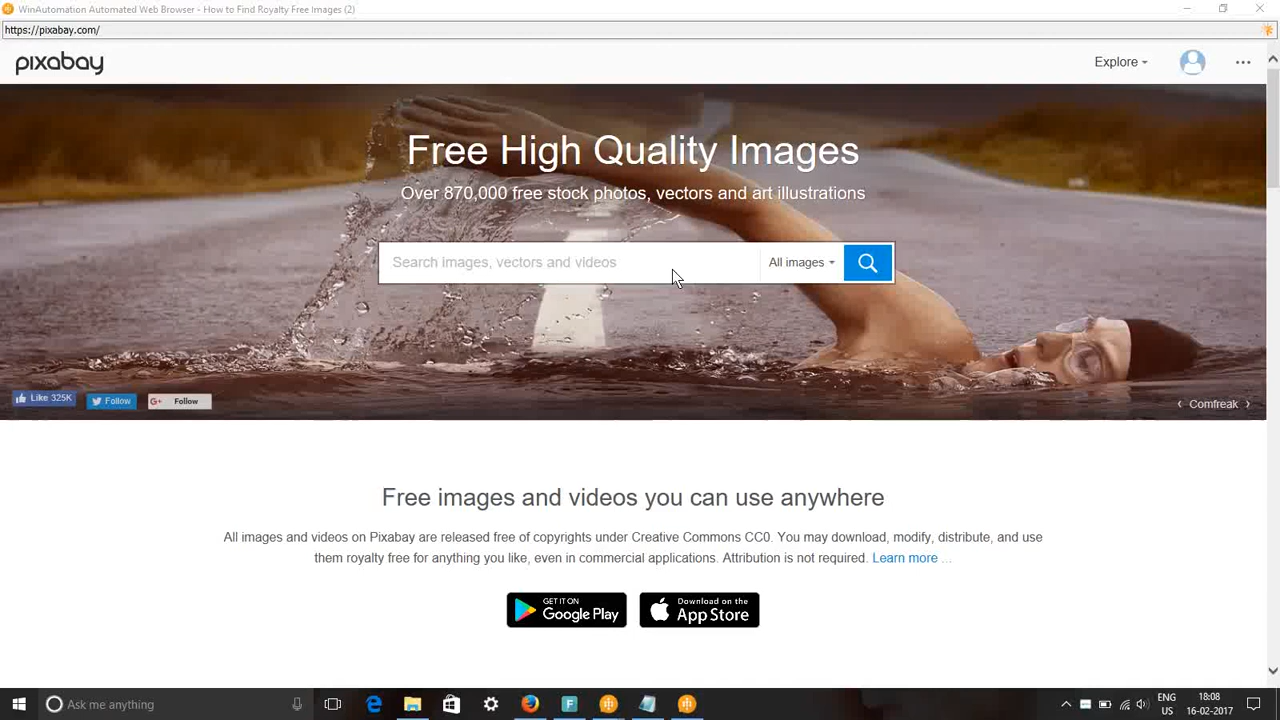 WinAutomation Automated Web Browser - How to Find Royalty Free Images (2)
https://pixabay.com/
pixabay
Explore
Free High Quality Images
Over 870,000 free stock photos, vectors and art illustrations
Search images, vectors and videos
All images
Like 325K
Follow
G+ Follow
‹ Comfreak ›
Free images and videos you can use anywhere
All images and videos on Pixabay are released free of copyrights under Creative Commons CC0. You may download, modify, distribute, and use
them royalty free for anything you like, even in commercial applications. Attribution is not required. Learn more ...
GET IT ON
Google Play
Download on the
App Store
Ask me anything
ENG
US
18:08
16-02-2017